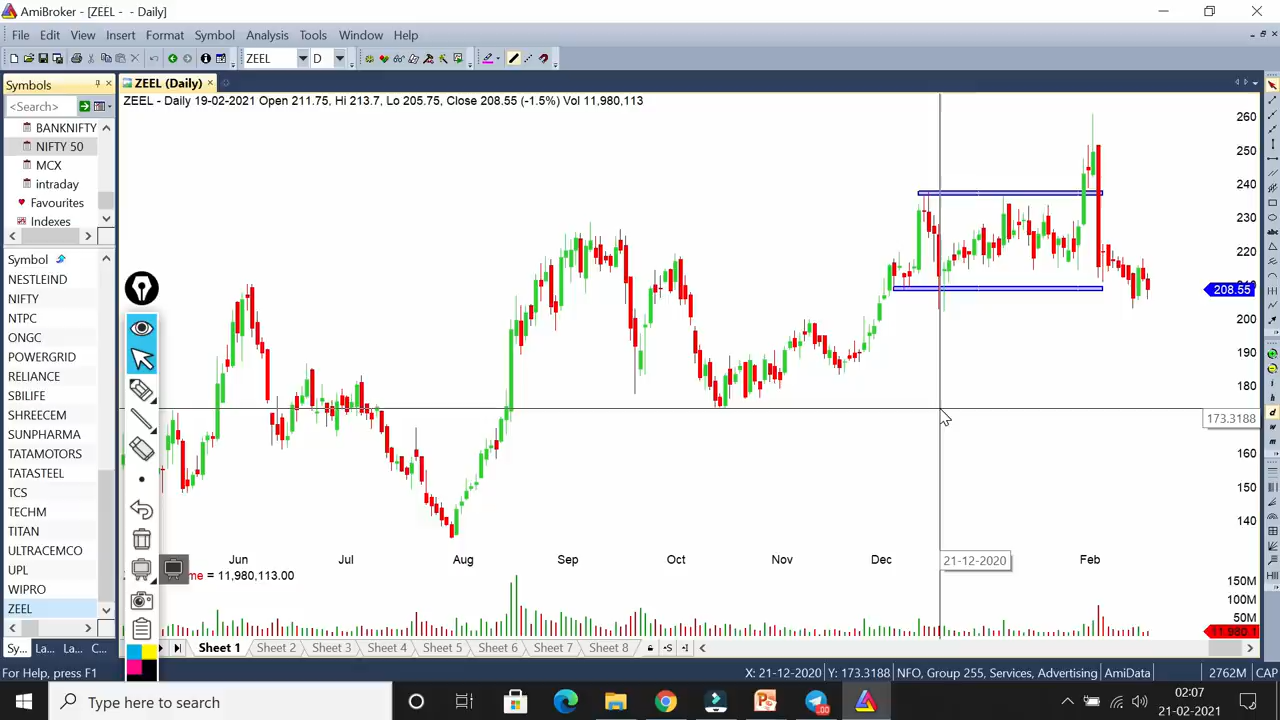 AmiBroker - [ZEEL - - Daily]
File Edit View Insert Format Symbol Analysis Tools Window Help
ZEEL D
Symbols
ZEEL (Daily)
<Search>
ZEEL - Daily 19-02-2021 Open 211.75, Hi 213.7, Lo 205.75, Close 208.55 (-1.5%) Vol 11,980,113
BANKNIFTY
NIFTY 50
MCX
intraday
Favourites
Indexes
Symbol
NESTLEIND
NIFTY
NTPC
ONGC
POWERGRID
RELIANCE
SBILIFE
SHREECEM
SUNPHARMA
TATAMOTORS
TATASTEEL
TCS
TECHM
TITAN
ULTRACEMCO
UPL
WIPRO
ZEEL
260
250
240
230
220
208.55
200
190
180
173.3188
160
150
140
Jun Jul Aug Sep Oct Nov Dec 21-12-2020 Feb
me = 11,980,113.00
150M
100M
50M
11,980,1
Sy... La... La... C...
Sheet 1 Sheet 2 Sheet 3 Sheet 4 Sheet 5 Sheet 6 Sheet 7 Sheet 8
For Help, press F1
X: 21-12-2020 Y: 173.3188 NFO, Group 255, Services, Advertising AmiData 2762M CAP
Type here to search
02:07
21-02-2021